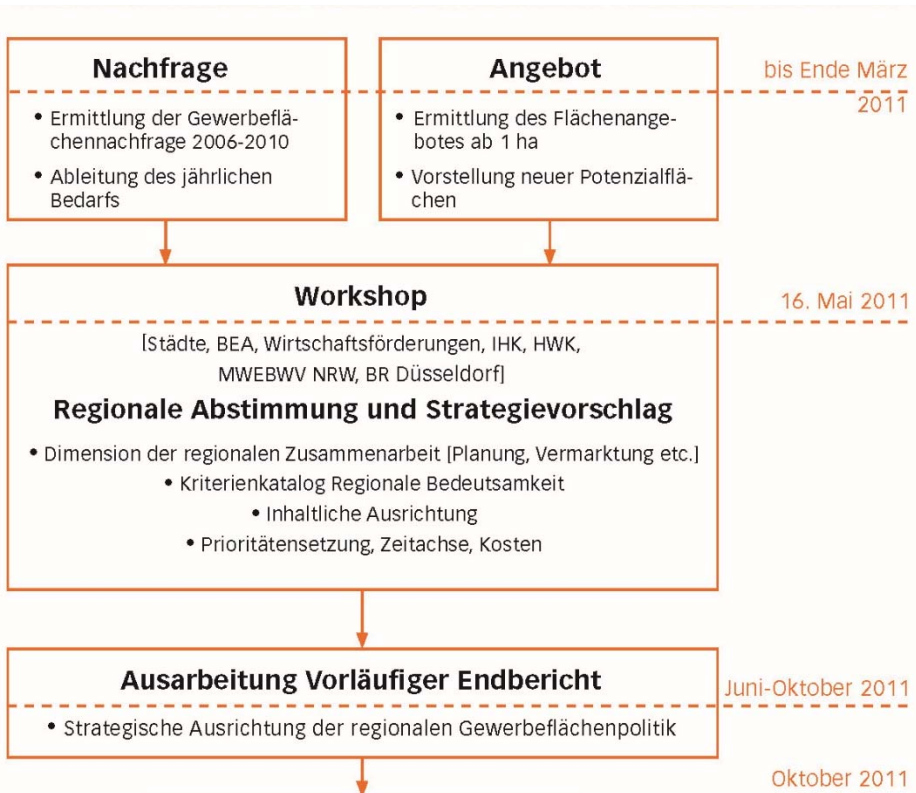 Nachfrage
• Ermittlung der Gewerbeflä-
chennachfrage 2006-2010
• Ableitung des jährlichen
Bedarfs
Angebot
• Ermittlung des Flächenange-
botes ab 1 ha
• Vorstellung neuer Potenzialflä-
chen
bis Ende März
2011
Workshop
16. Mai 2011
[Städte, BEA, Wirtschaftsförderungen, IHK, HWK,
MWEBWV NRW, BR Düsseldorf]
Regionale Abstimmung und Strategievorschlag
• Dimension der regionalen Zusammenarbeit [Planung, Vermarktung etc.]
• Kriterienkatalog Regionale Bedeutsamkeit
• Inhaltliche Ausrichtung
• Prioritätensetzung, Zeitachse, Kosten
Ausarbeitung Vorläufiger Endbericht
Juni-Oktober 2011
• Strategische Ausrichtung der regionalen Gewerbeflächenpolitik
Oktober 2011